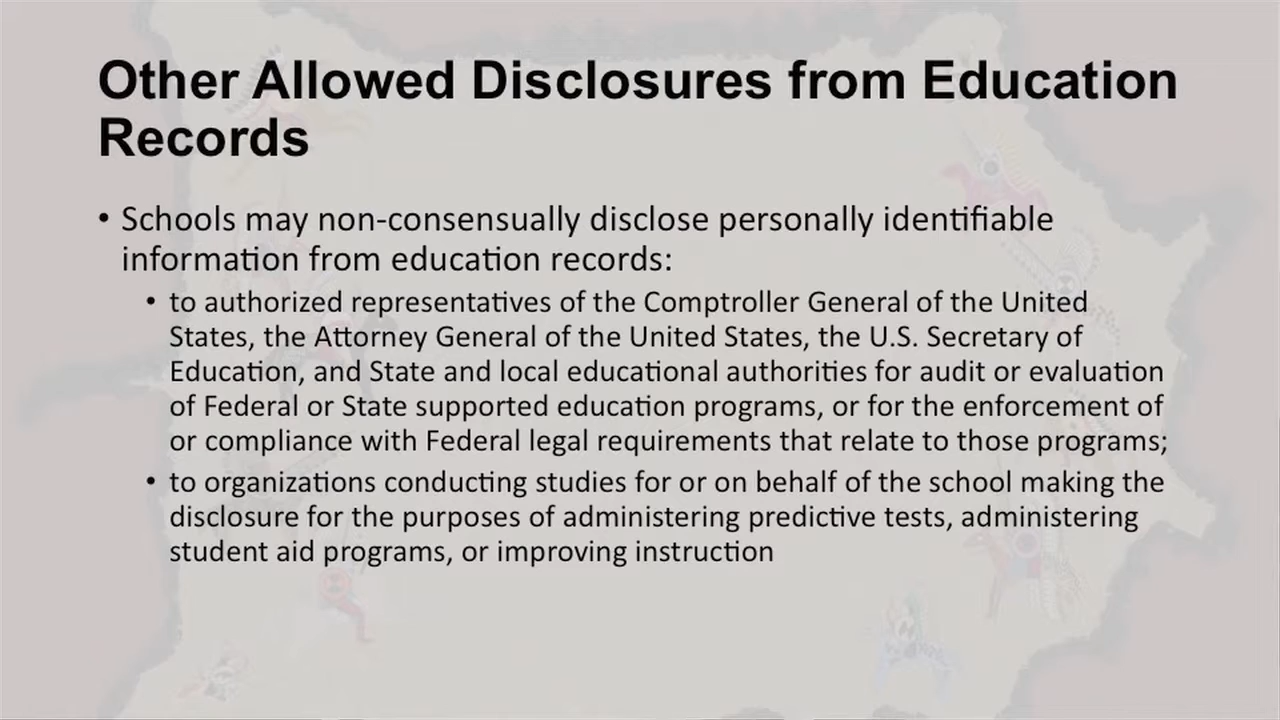 Other Allowed Disclosures from Education
Records
• Schools may non-consensually disclose personally identifiable
information from education records:
• to authorized representatives of the Comptroller General of the United
States, the Attorney General of the United States, the U.S. Secretary of
Education, and State and local educational authorities for audit or evaluation
of Federal or State supported education programs, or for the enforcement of
or compliance with Federal legal requirements that relate to those programs;
• to organizations conducting studies for or on behalf of the school making the
disclosure for the purposes of administering predictive tests, administering
student aid programs, or improving instruction